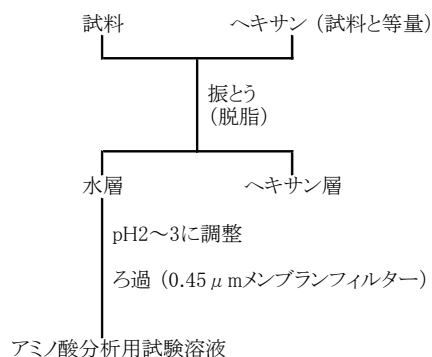 試料 ヘキサン（試料と等量）
振とう
（脱脂）
水層 ヘキサン層
pH2～3に調整
ろ過（0.45μmメンブランフィルター）
アミノ酸分析用試験溶液